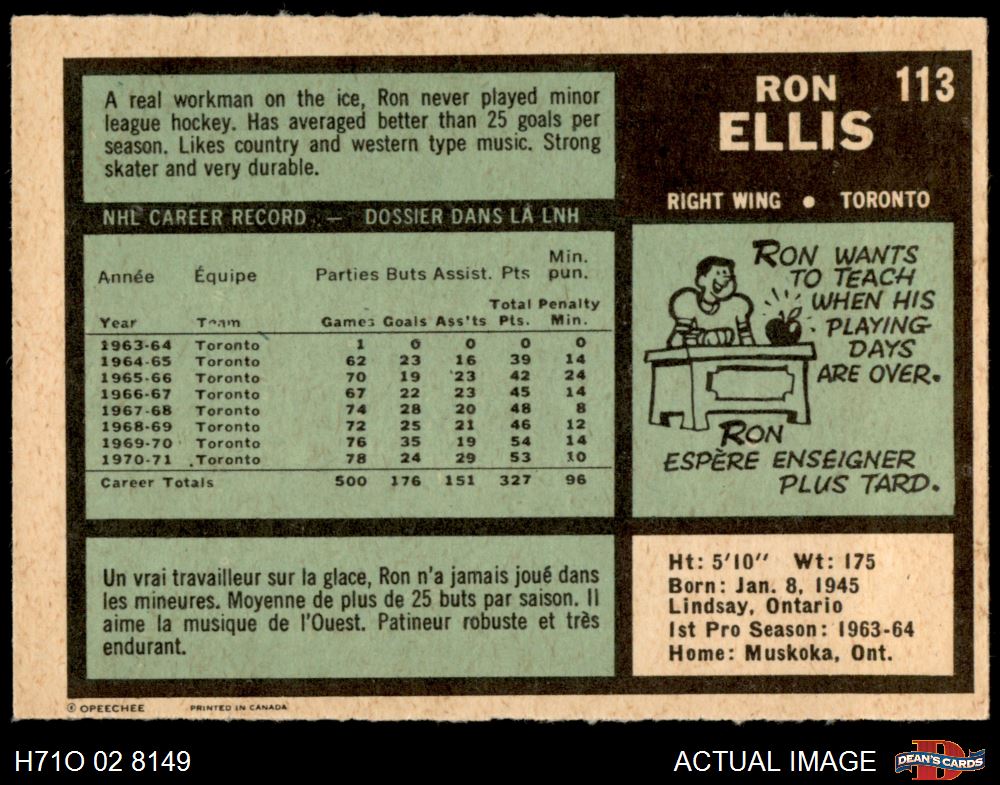 A real workman on the ice, Ron never played minor
league hockey. Has averaged better than 25 goals per
season. Likes country and western type music. Strong
skater and very durable.
RON 113
ELLIS
RIGHT WING ● TORONTO
NHL CAREER RECORD — DOSSIER DANS LA LNH
Année Équipe Parties Buts Assist. Pts Min. pun.
Year Team Games Goals Ass'ts Total Pts. Penalty Min.
1963-64 Toronto 1 0 0 0 0
1964-65 Toronto 62 23 16 39 14
1965-66 Toronto 70 19 23 42 24
1966-67 Toronto 67 22 23 45 14
1967-68 Toronto 74 28 20 48 8
1968-69 Toronto 72 25 21 46 12
1969-70 Toronto 76 35 19 54 14
1970-71 Toronto 78 24 29 53 10
Career Totals 500 176 151 327 96
RON WANTS
TO TEACH
WHEN HIS
PLAYING
DAYS
ARE OVER.
RON
ESPÈRE ENSEIGNER
PLUS TARD.
Un vrai travailleur sur la glace, Ron n'a jamais joué dans
les mineures. Moyenne de plus de 25 buts par saison. Il
aime la musique de l'Ouest. Patineur robuste et très
endurant.
Ht: 5'10" Wt: 175
Born: Jan. 8, 1945
Lindsay, Ontario
1st Pro Season: 1963-64
Home: Muskoka, Ont.
© OPEECHEE PRINTED IN CANADA
H71O 02 8149
ACTUAL IMAGE
DEAN'S CARDS